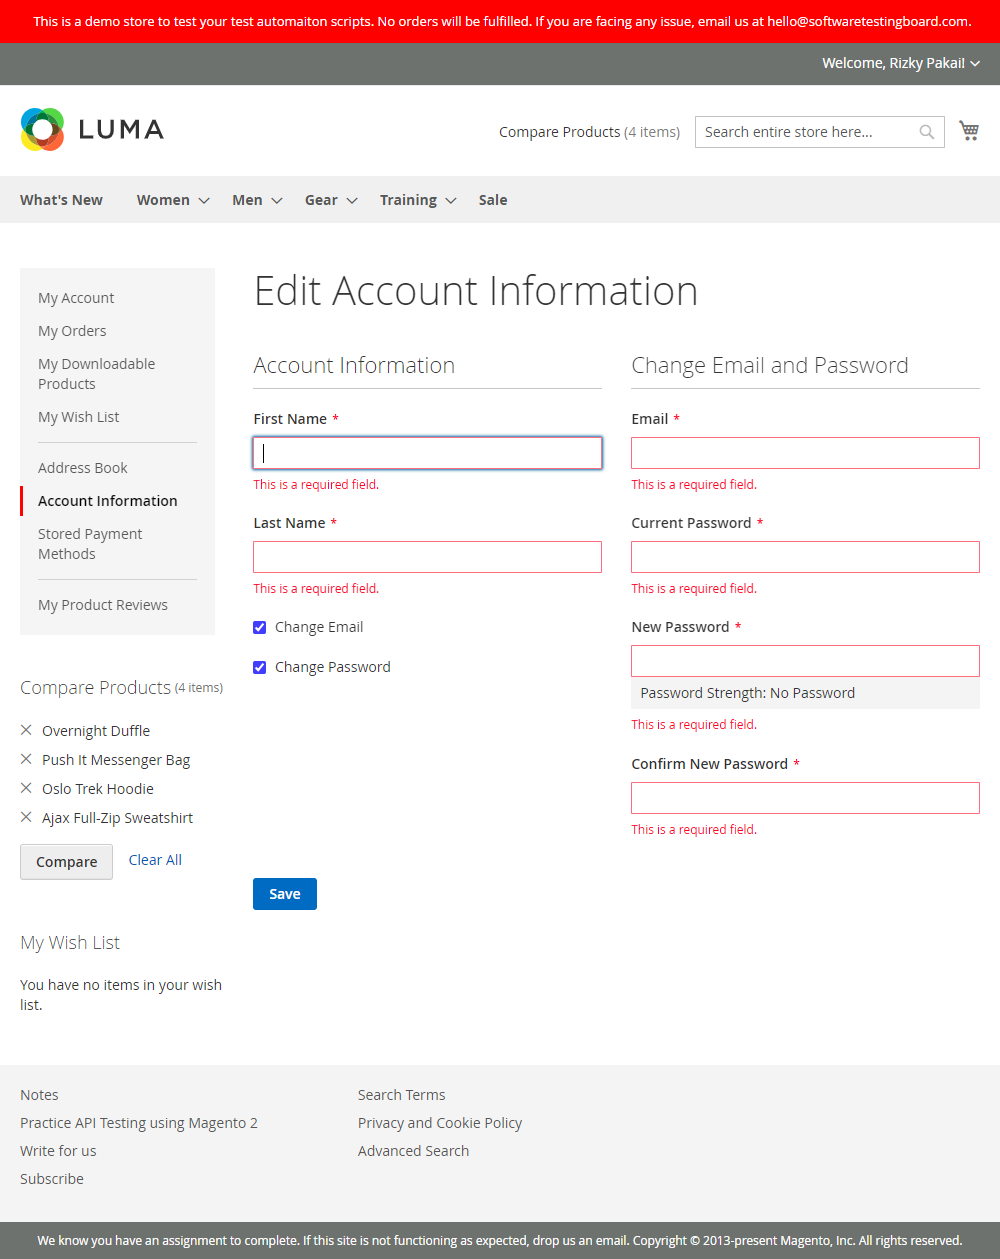 This is a demo store to test your test automaiton scripts. No orders will be fulfilled. If you are facing any issue, email us at hello@softwaretestingboard.com.
Welcome, Rizky Pakail
LUMA
Compare Products (4 items)
Search entire store here...
What's New
Women
Men
Gear
Training
Sale
My Account
My Orders
My Downloadable
Products
My Wish List
Address Book
Account Information
Stored Payment
Methods
My Product Reviews
Compare Products (4 items)
Overnight Duffle
Push It Messenger Bag
Oslo Trek Hoodie
Ajax Full-Zip Sweatshirt
Compare
Clear All
My Wish List
You have no items in your wish
list.
Edit Account Information
Account Information
First Name *
This is a required field.
Last Name *
This is a required field.
Change Email
Change Password
Change Email and Password
Email *
This is a required field.
Current Password *
This is a required field.
New Password *
Password Strength: No Password
This is a required field.
Confirm New Password *
This is a required field.
Save
Notes
Practice API Testing using Magento 2
Write for us
Subscribe
Search Terms
Privacy and Cookie Policy
Advanced Search
We know you have an assignment to complete. If this site is not functioning as expected, drop us an email. Copyright © 2013-present Magento, Inc. All rights reserved.